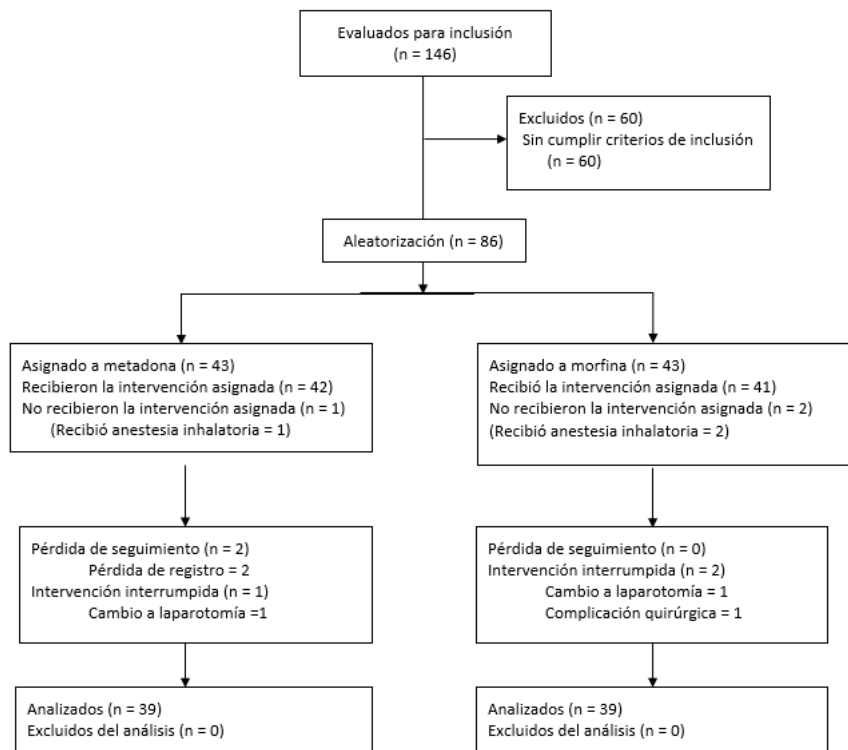 Evaluados para inclusión
(n = 146)
Excluidos (n = 60)
Sin cumplir criterios de inclusión
(n = 60)
Aleatorización (n = 86)
Asignado a metadona (n = 43)
Recibieron la intervención asignada (n = 42)
No recibieron la intervención asignada (n = 1)
(Recibió anestesia inhalatoria = 1)
Asignado a morfina (n = 43)
Recibió la intervención asignada (n = 41)
No recibieron la intervención asignada (n = 2)
(Recibió anestesia inhalatoria = 2)
Pérdida de seguimiento (n = 2)
Pérdida de registro = 2
Intervención interrumpida (n = 1)
Cambio a laparotomía =1
Pérdida de seguimiento (n = 0)
Intervención interrumpida (n = 2)
Cambio a laparotomía = 1
Complicación quirúrgica = 1
Analizados (n = 39)
Excluidos del análisis (n = 0)
Analizados (n = 39)
Excluidos del análisis (n = 0)